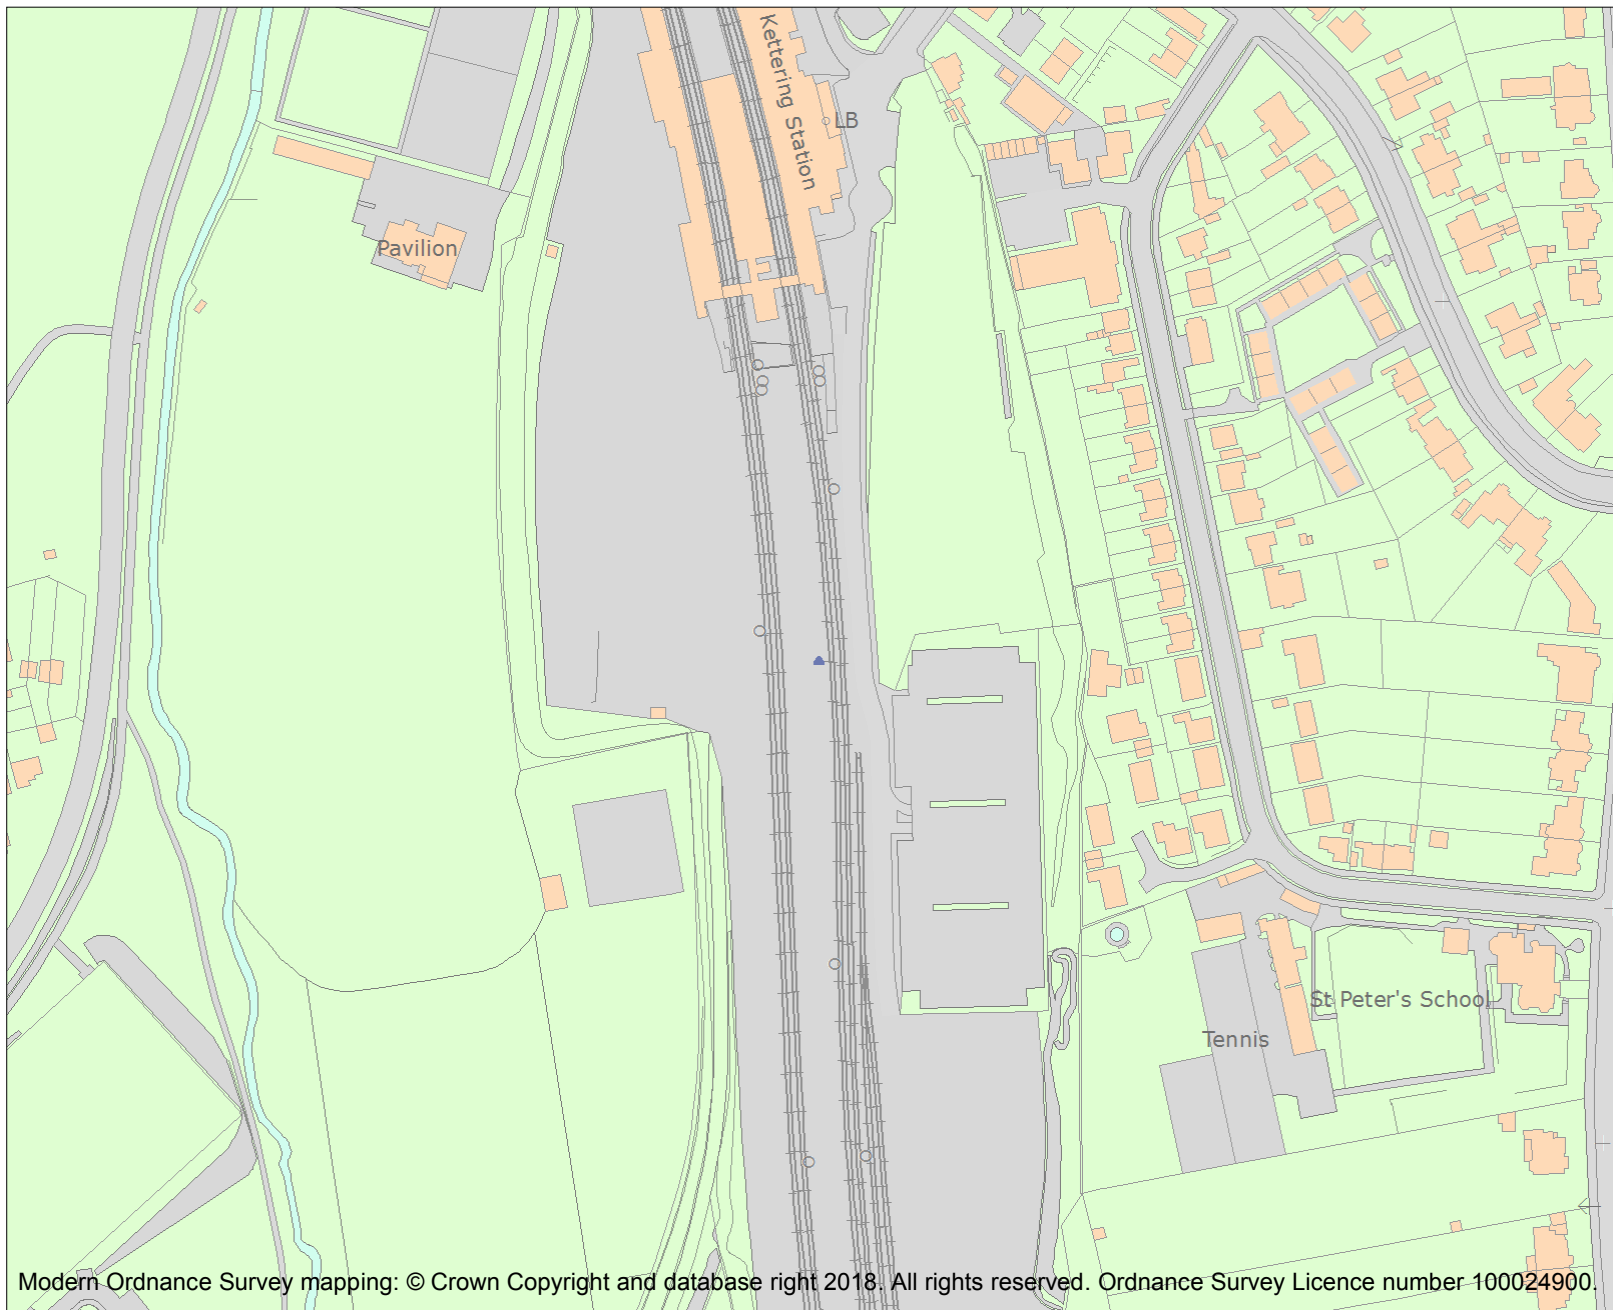 Kettering Station
LB
Pavilion
St Peter's School
Tennis
Modern Ordnance Survey mapping: © Crown Copyright and database right 2018. All rights reserved. Ordnance Survey Licence number 100024900.